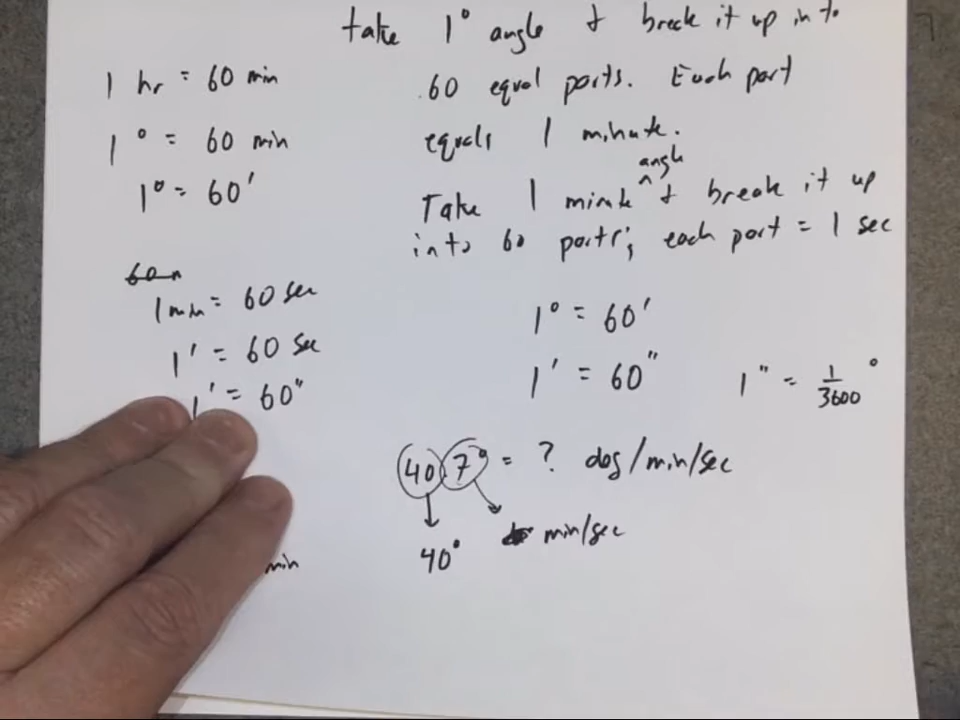 take 1° angle & break it up into
60 equal parts. Each part
equals 1 minute.
angle
Take 1 minute & break it up
into 60 parts; each part = 1 sec
1 hr = 60 min
1° = 60 min
1° = 60'
60
1 min = 60 sec
1' = 60 sec
1' = 60"
1° = 60'
1' = 60"
1" = 1/3600 °
40.7° = ? deg/min/sec
40°
min/sec
min